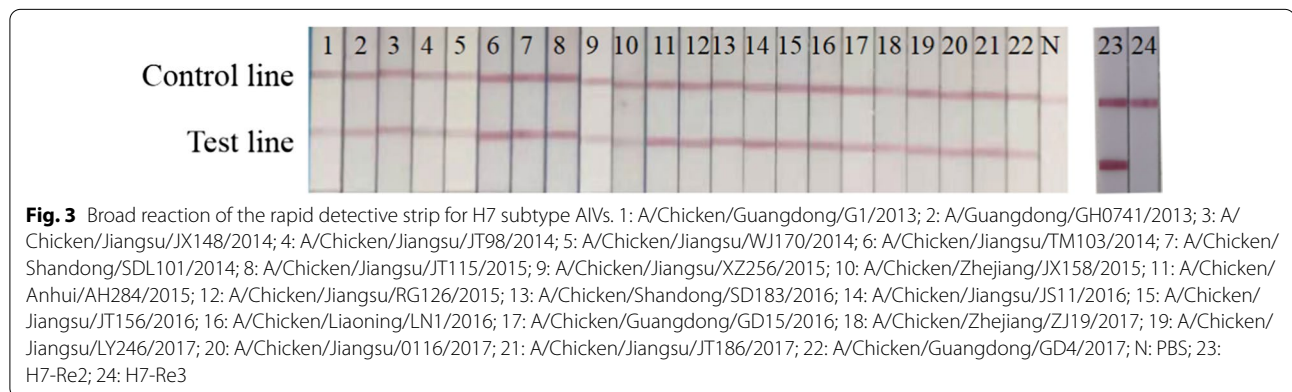 1 2 3 4 5 6 7 8 9 10 11 12 13 14 15 16 17 18 19 20 21 22 N 23 24
Control line
Test line
Fig. 3 Broad reaction of the rapid detective strip for H7 subtype AIVs. 1: A/Chicken/Guangdong/G1/2013; 2: A/Guangdong/GH0741/2013; 3: A/
Chicken/Jiangsu/JX148/2014; 4: A/Chicken/Jiangsu/JT98/2014; 5: A/Chicken/Jiangsu/WJ170/2014; 6: A/Chicken/Jiangsu/TM103/2014; 7: A/Chicken/
Shandong/SDL101/2014; 8: A/Chicken/Jiangsu/JT115/2015; 9: A/Chicken/Jiangsu/XZ256/2015; 10: A/Chicken/Zhejiang/JX158/2015; 11: A/Chicken/
Anhui/AH284/2015; 12: A/Chicken/Jiangsu/RG126/2015; 13: A/Chicken/Shandong/SD183/2016; 14: A/Chicken/Jiangsu/JS11/2016; 15: A/Chicken/
Jiangsu/JT156/2016; 16: A/Chicken/Liaoning/LN1/2016; 17: A/Chicken/Guangdong/GD15/2016; 18: A/Chicken/Zhejiang/ZJ19/2017; 19: A/Chicken/
Jiangsu/LY246/2017; 20: A/Chicken/Jiangsu/0116/2017; 21: A/Chicken/Jiangsu/JT186/2017; 22: A/Chicken/Guangdong/GD4/2017; N: PBS; 23:
H7-Re2; 24: H7-Re3